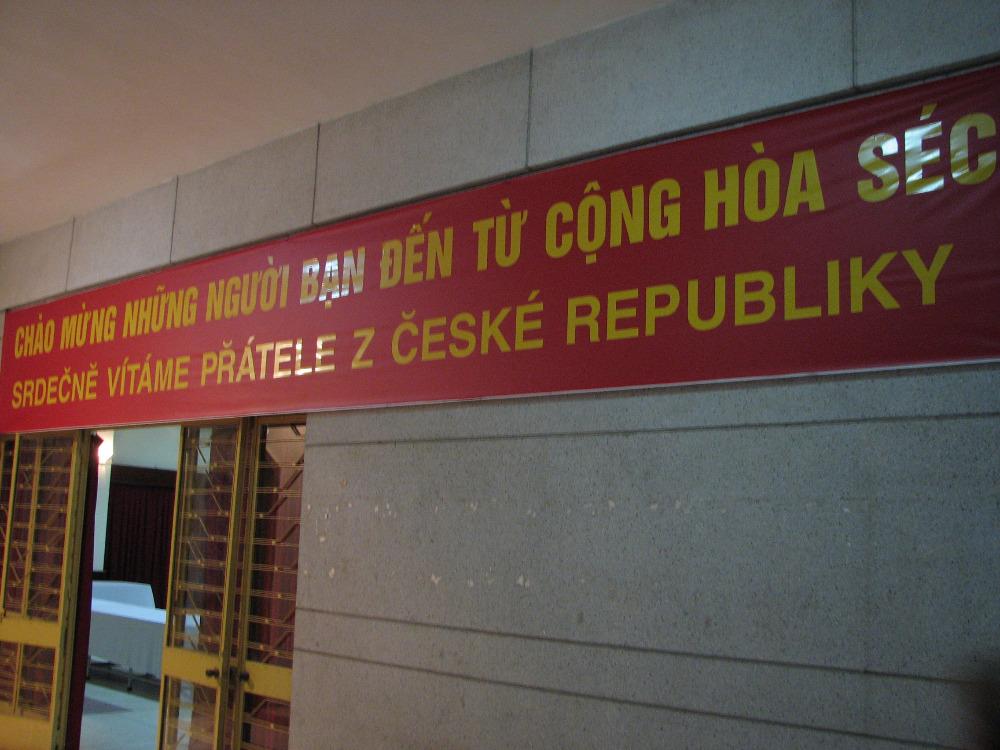 CHÀO MỪNG NHỮNG NGƯỜI BẠN ĐẾN TỪ CỘNG HÒA SÉC
SRDEČNĚ VÍTÁME PŘÁTELE Z ČESKÉ REPUBLIKY